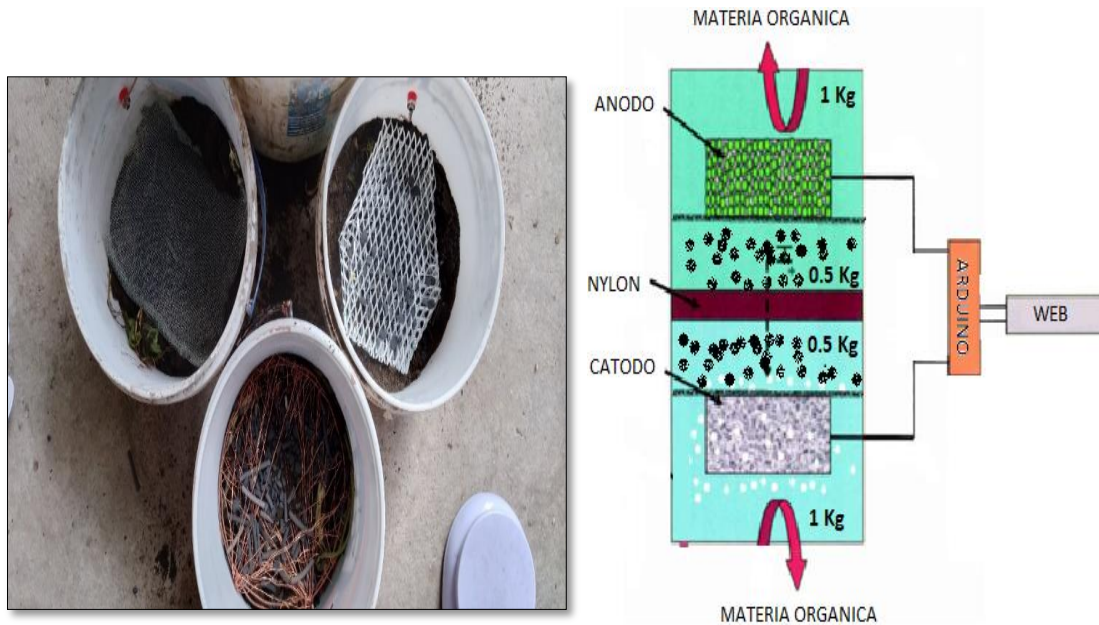 MATERIA ORGANICA
1 Kg
ANODO
0.5 Kg
NYLON
0.5 Kg
CATODO
1 Kg
MATERIA ORGANICA
ARDUINO
WEB